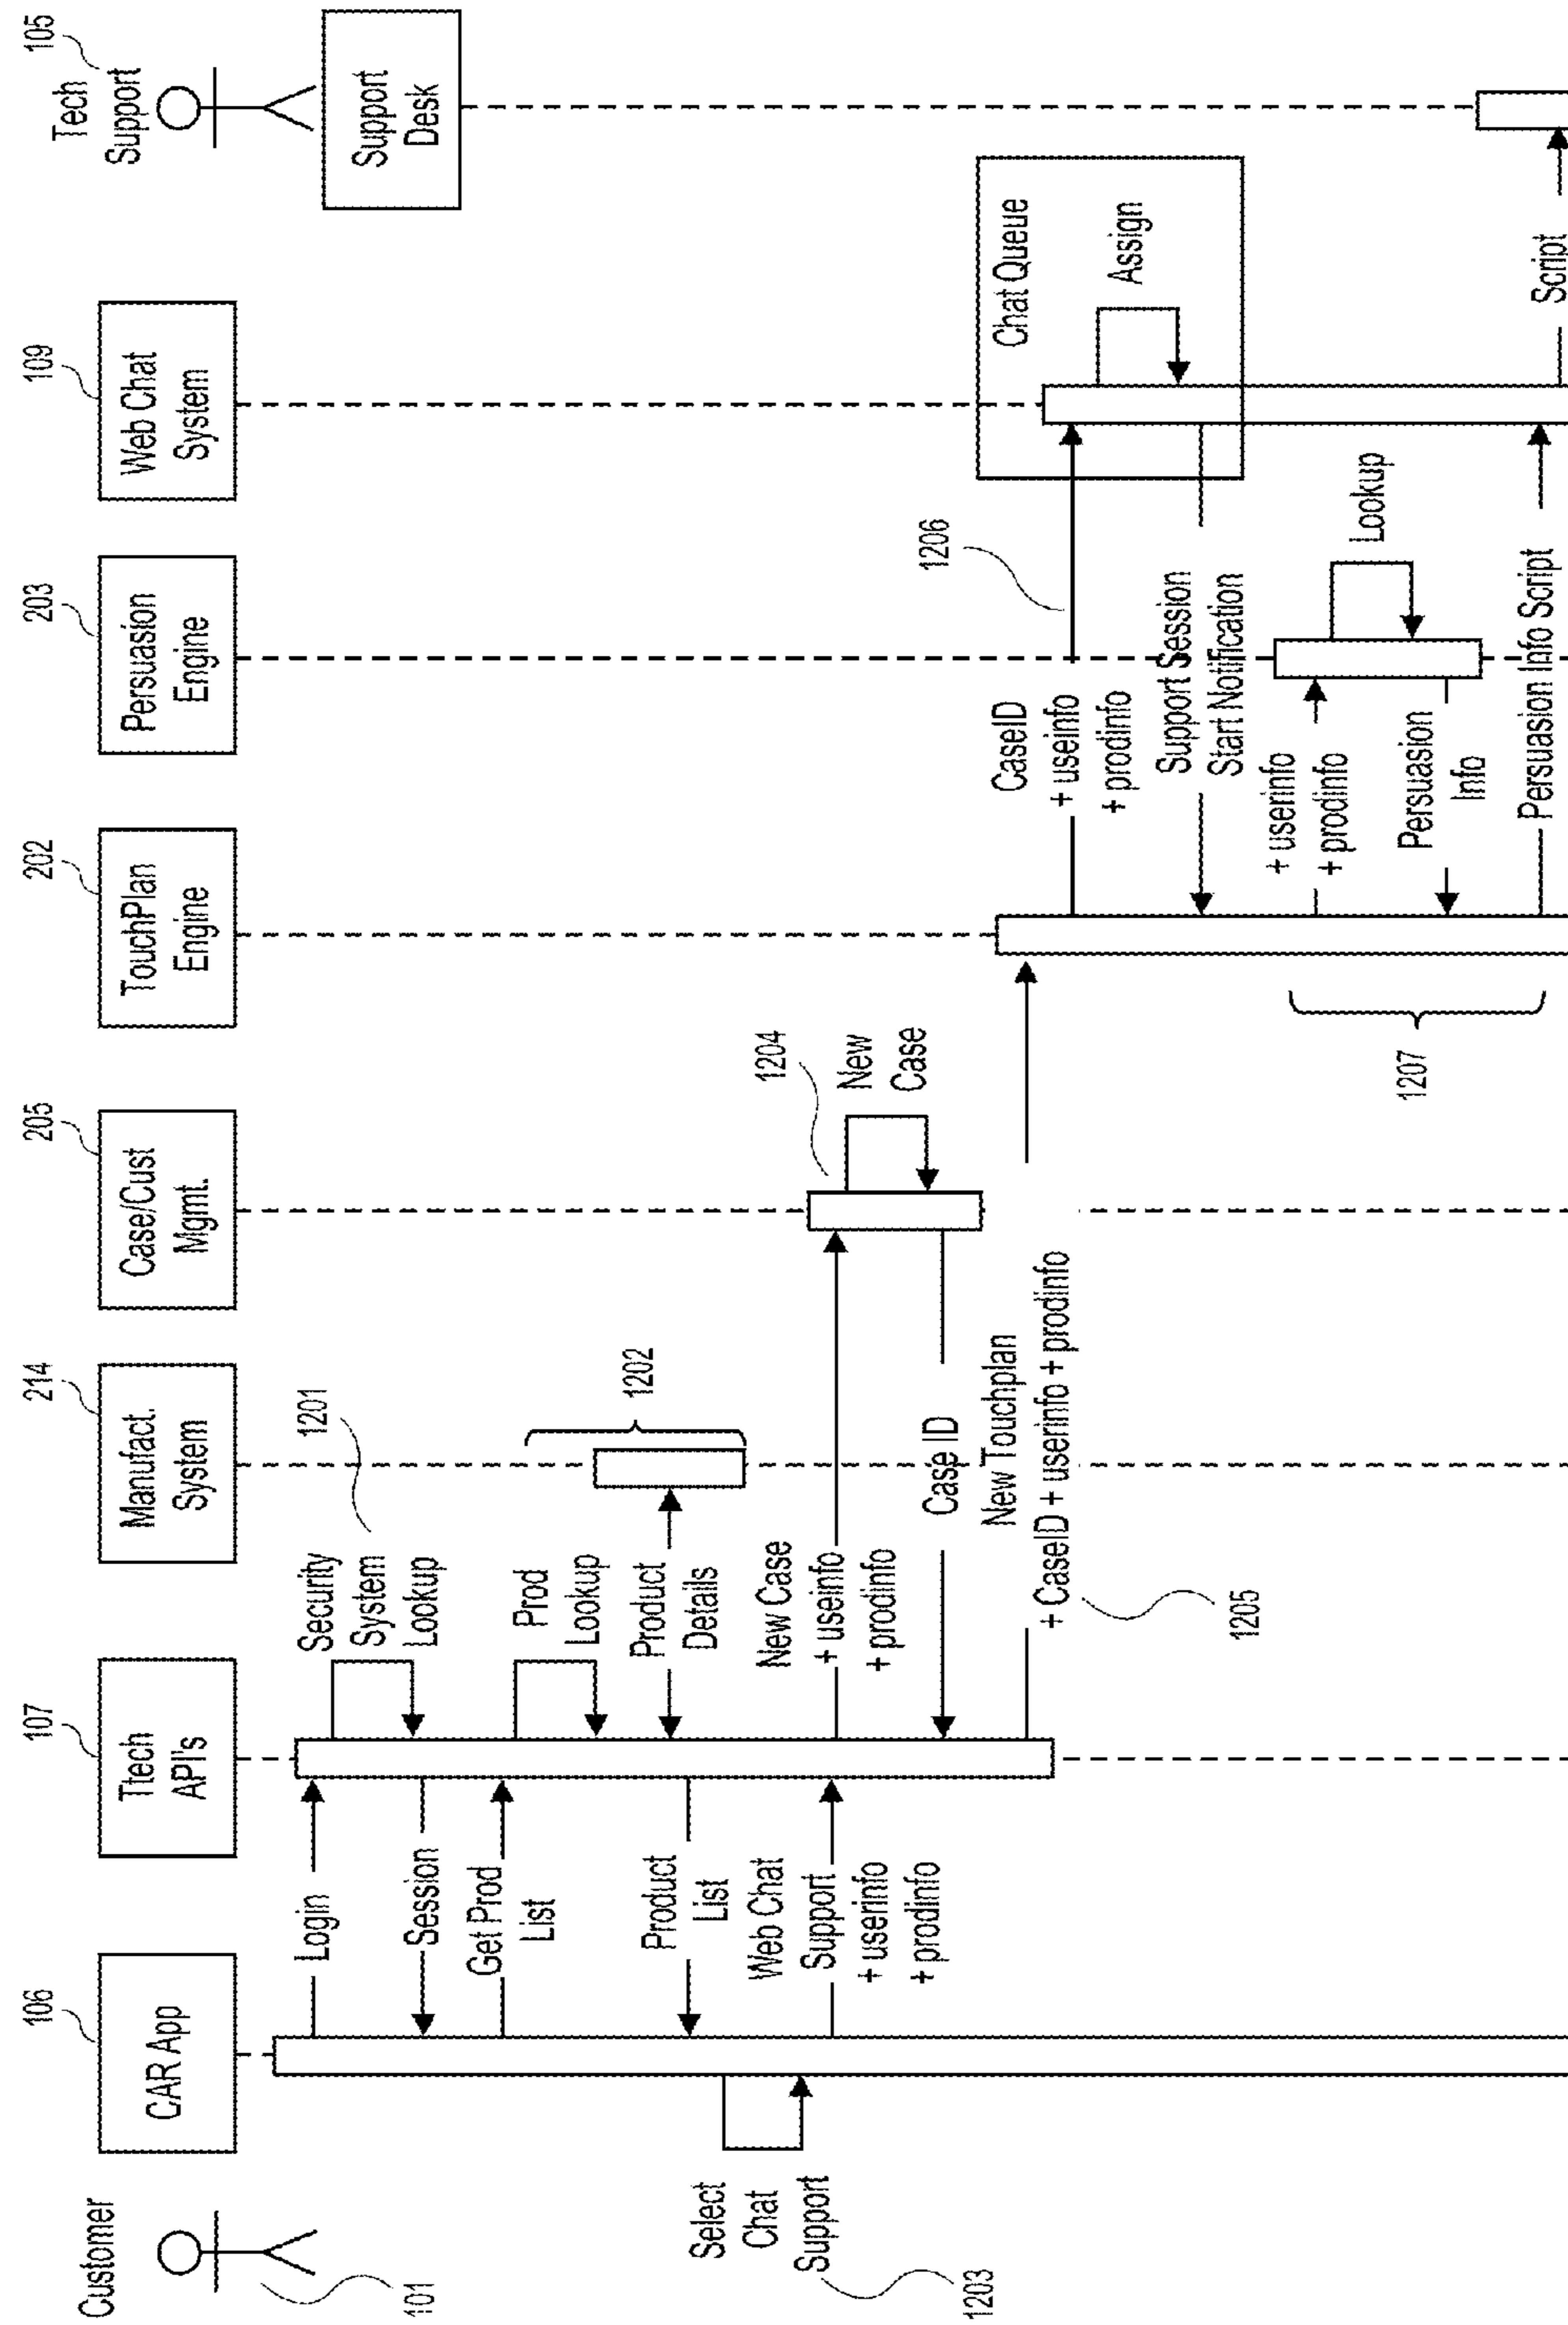 Customer
101
106
CAR App
107
Ttech
API's
214
Manufact.
System
205
Case/Cust
Mgmt.
202
TouchPlan
Engine
203
Persuasion
Engine
109
Web Chat
System
Tech
Support
105
Support
Desk
Login
Security
System
Lookup
1201
Session
Get Prod
List
Prod
Lookup
1202
Product
Details
Product
List
Select
Chat
Support
1203
Web Chat
Support
+ userinfo
+ prodinfo
New Case
+ useinfo
+ prodinfo
1204
New
Case
Case ID
New Touchplan
+ CaseID + userinfo + prodinfo
1205
CaseID
+ useinfo
+ prodinfo
1206
Chat Queue
Assign
Support Session
Start Notification
+ userinfo
+ prodinfo
Lookup
1207
Persuasion
Info
Persuasion Info Script
Script